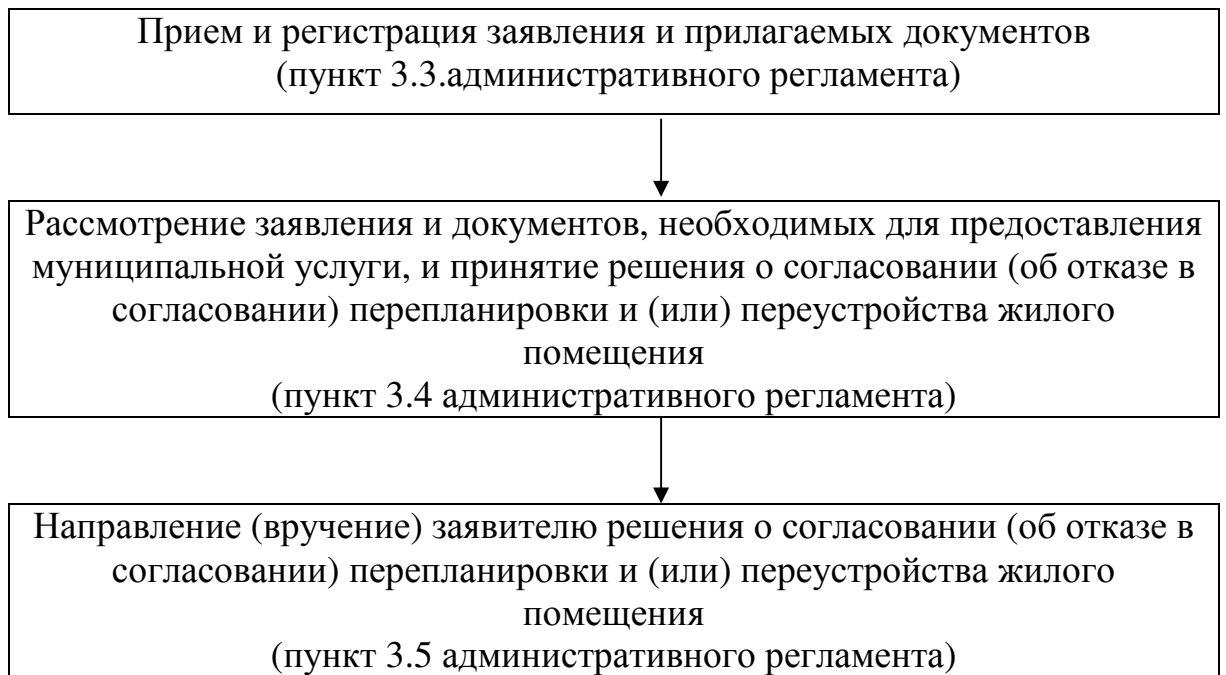 Прием и регистрация заявления и прилагаемых документов
(пункт 3.3.административного регламента)
Рассмотрение заявления и документов, необходимых для предоставления
муниципальной услуги, и принятие решения о согласовании (об отказе в
согласовании) перепланировки и (или) переустройства жилого
помещения
(пункт 3.4 административного регламента)
Направление (вручение) заявителю решения о согласовании (об отказе в
согласовании) перепланировки и (или) переустройства жилого
помещения
(пункт 3.5 административного регламента)